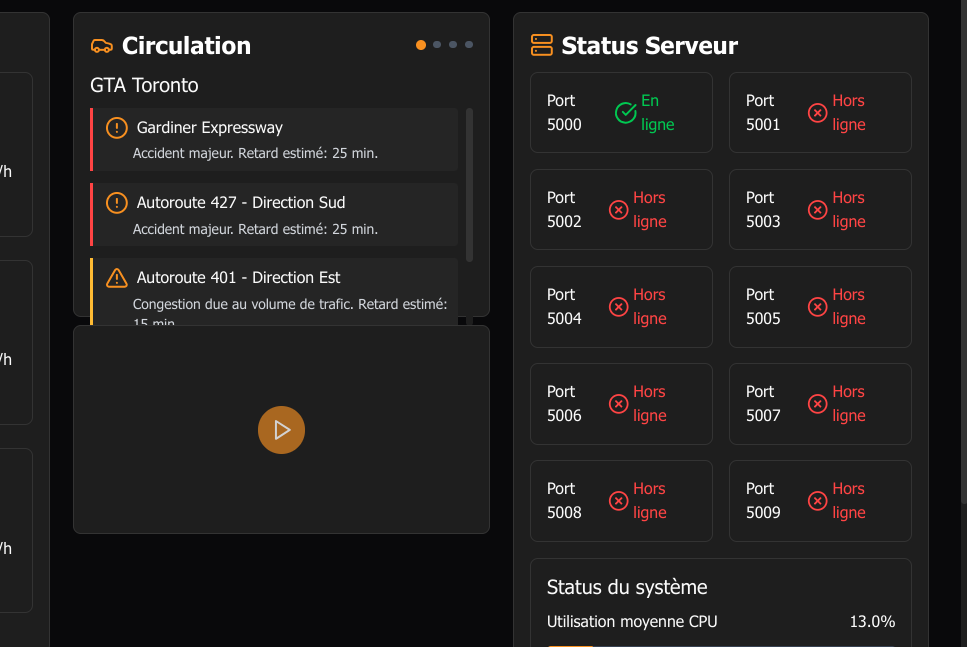 /h
/h
/h
Circulation
GTA Toronto
Gardiner Expressway
Accident majeur. Retard estimé: 25 min.
Autoroute 427 - Direction Sud
Accident majeur. Retard estimé: 25 min.
Autoroute 401 - Direction Est
Congestion due au volume de trafic. Retard estimé:
15 min.
Status Serveur
Port
5000
En
ligne
Port
5001
Hors
ligne
Port
5002
Hors
ligne
Port
5003
Hors
ligne
Port
5004
Hors
ligne
Port
5005
Hors
ligne
Port
5006
Hors
ligne
Port
5007
Hors
ligne
Port
5008
Hors
ligne
Port
5009
Hors
ligne
Status du système
Utilisation moyenne CPU 13.0%